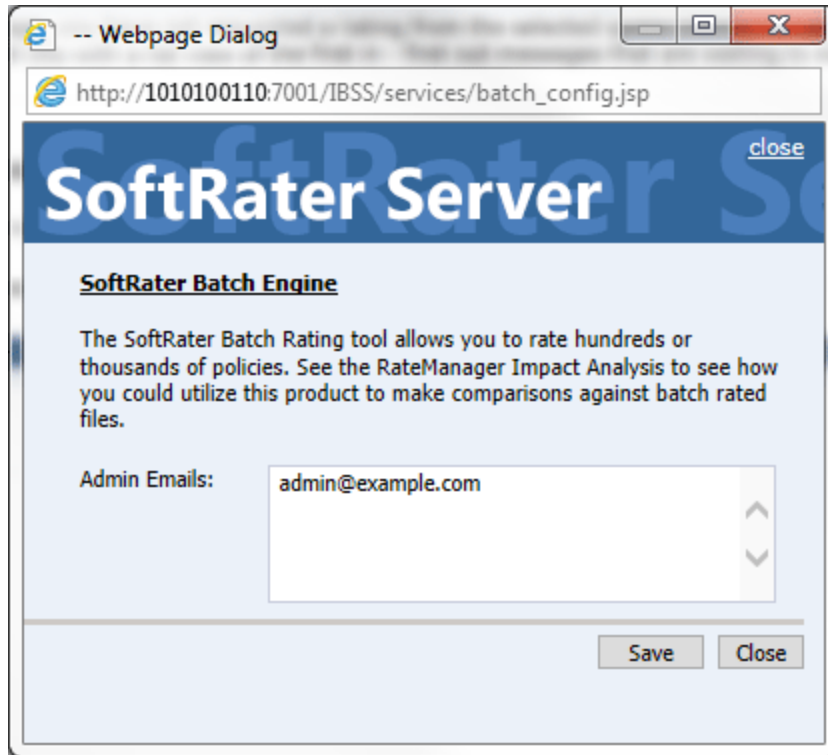 -- Webpage Dialog
http://1010100110:7001/IBSS/services/batch_config.jsp
close
SoftRater Server
SoftRater Batch Engine
The SoftRater Batch Rating tool allows you to rate hundreds or
thousands of policies. See the RateManager Impact Analysis to see how
you could utilize this product to make comparisons against batch rated
files.
Admin Emails:
admin@example.com
Save
Close